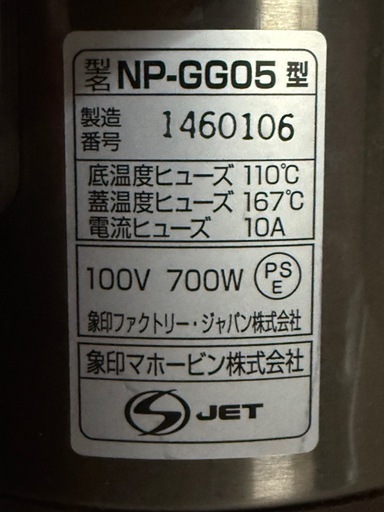 型名 NP-GG05 型
製造番号 1460106
底温度ヒューズ 110℃
蓋温度ヒューズ 167℃
電流ヒューズ 10A
100V 700W PSE
象印ファクトリー・ジャパン株式会社
象印マホービン株式会社
S JET